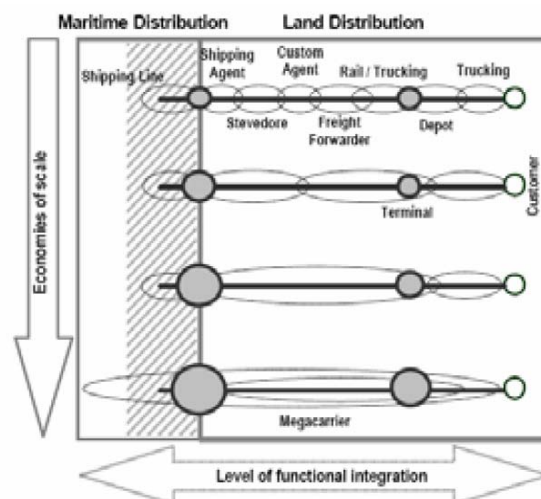 Maritime Distribution
Land Distribution
Shipping Line
Shipping
Agent
Custom
Agent
Rail / Trucking
Trucking
Stevedore
Freight
Forwarder
Depot
Terminal
Customer
Economies of scale
Megacarrier
Level of functional integration